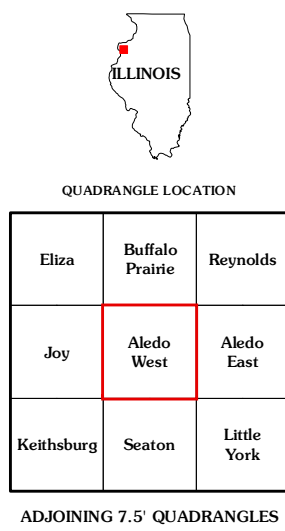 ILLINOIS
QUADRANGLE LOCATION
Eliza
Buffalo
Prairie
Reynolds
Joy
Aledo
West
Aledo
East
Keithsburg
Seaton
Little
York
ADJOINING 7.5' QUADRANGLES